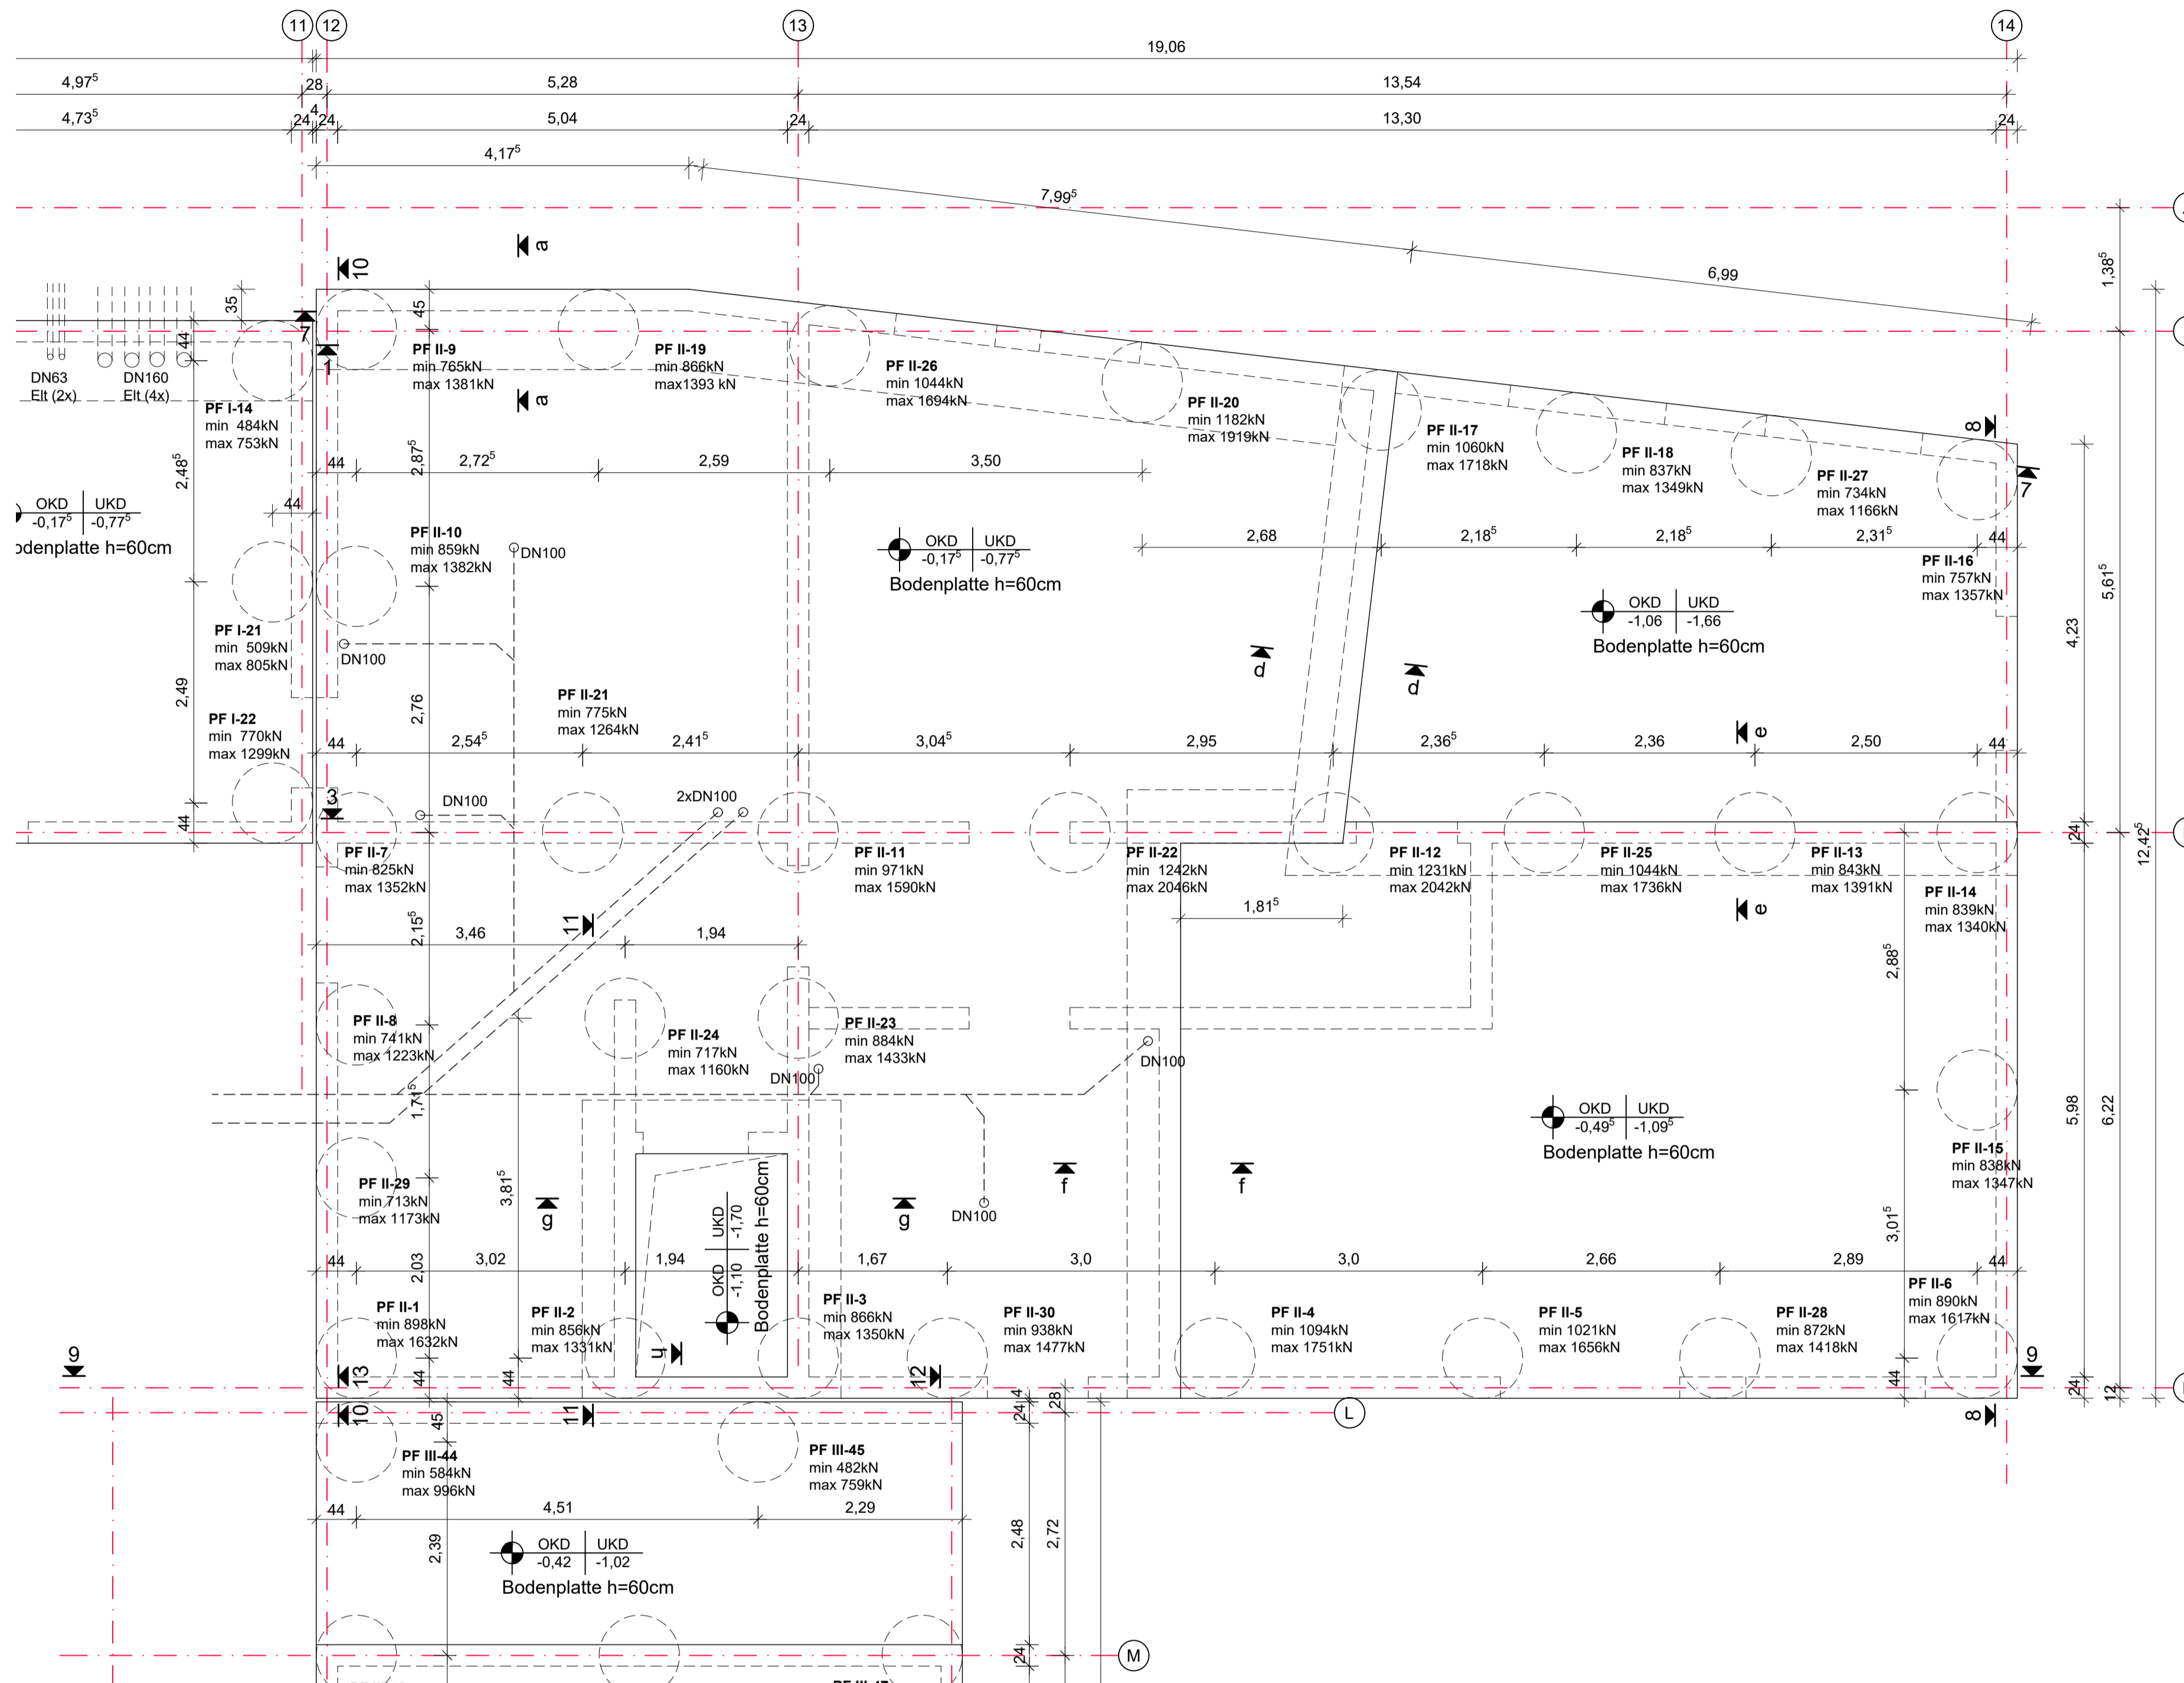 11
12
13
14
19,06
4,97⁵
28
5,28
13,54
4,73⁵
24
4
24
5,04
24
13,30
24
4,17⁵
7,99⁵
6,99
1,38⁵
10
a
35
45
7
1
44
DN63
Elt (2x)
DN160
Elt (4x)
PF II-9
min 765kN
max 1381kN
PF II-19
min 866kN
max1393 kN
PF II-26
min 1044kN
max 1694kN
a
PF II-20
min 1182kN
max 1919kN
PF II-17
min 1060kN
max 1718kN
PF II-18
min 837kN
max 1349kN
PF II-27
min 734kN
max 1166kN
8
7
PF I-14
min 484kN
max 753kN
2,48⁵
44
2,72⁵
2,87⁵
2,59
3,50
44
OKD UKD
-0,17⁵ -0,77⁵
odenplatte h=60cm
PF II-10
min 859kN
max 1382kN
DN100
OKD UKD
-0,17⁵ -0,77⁵
Bodenplatte h=60cm
2,68
2,18⁵
2,18⁵
2,31⁵
44
PF II-16
min 757kN
max 1357kN
5,61⁵
OKD UKD
-1,06 -1,66
Bodenplatte h=60cm
4,23
PF I-21
min 509kN
max 805kN
DN100
d
d
2,49
2,76
PF II-21
min 775kN
max 1264kN
PF I-22
min 770kN
max 1299kN
44
2,54⁵
2,41⁵
3,04⁵
2,95
2,36⁵
2,36
2,50
44
e
3
DN100
2xDN100
44
24
12,42⁵
PF II-7
min 825kN
max 1352kN
PF II-11
min 971kN
max 1590kN
PF II-22
min 1242kN
max 2046kN
PF II-12
min 1231kN
max 2042kN
PF II-25
min 1044kN
max 1736kN
PF II-13
min 843kN
max 1391kN
PF II-14
min 839kN
max 1340kN
1,81⁵
e
11
2,15⁵
3,46
1,94
2,88⁵
PF II-8
min 741kN
max 1223kN
PF II-24
min 717kN
max 1160kN
PF II-23
min 884kN
max 1433kN
DN100
DN100
1,71⁵
OKD UKD
-0,49⁵ -1,09⁵
Bodenplatte h=60cm
5,98
6,22
PF II-15
min 838kN
max 1347kN
PF II-29
min 713kN
max 1173kN
3,81⁵
g
g
f
f
DN100
OKD UKD
-1,10 -1,70
Bodenplatte h=60cm
3,01⁵
44
2,03
3,02
1,94
1,67
3,0
3,0
2,66
2,89
44
PF II-1
min 898kN
max 1632kN
PF II-2
min 856kN
max 1331kN
PF II-3
min 866kN
max 1350kN
PF II-30
min 938kN
max 1477kN
PF II-4
min 1094kN
max 1751kN
PF II-5
min 1021kN
max 1656kN
PF II-28
min 872kN
max 1418kN
PF II-6
min 890kN
max 1617kN
9
13
44
44
h
12
44
9
24
12
10
45
11
24
28
L
8
PF III-44
min 584kN
max 996kN
PF III-45
min 482kN
max 759kN
44
4,51
2,29
2,39
2,48
2,72
OKD UKD
-0,42 -1,02
Bodenplatte h=60cm
24
M